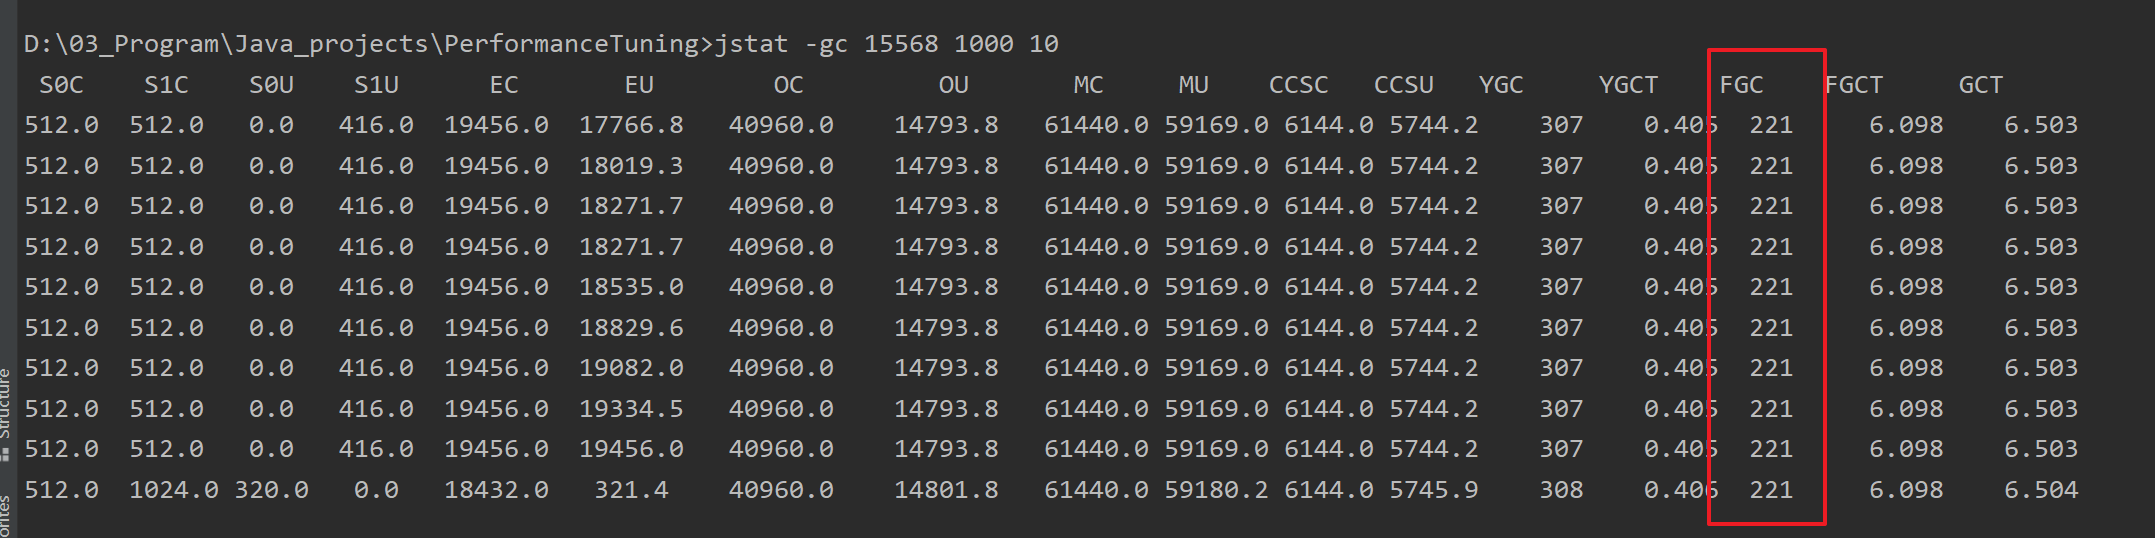 D:\03_Program\Java_projects\PerformanceTuning>jstat -gc 15568 1000 10
S0C S1C S0U S1U EC EU OC OU MC MU CCSC CCSU YGC YGCT FGC FGCT GCT
512.0 512.0 0.0 416.0 19456.0 17766.8 40960.0 14793.8 61440.0 59169.0 6144.0 5744.2 307 0.405 221 6.098 6.503
512.0 512.0 0.0 416.0 19456.0 18019.3 40960.0 14793.8 61440.0 59169.0 6144.0 5744.2 307 0.405 221 6.098 6.503
512.0 512.0 0.0 416.0 19456.0 18271.7 40960.0 14793.8 61440.0 59169.0 6144.0 5744.2 307 0.405 221 6.098 6.503
512.0 512.0 0.0 416.0 19456.0 18271.7 40960.0 14793.8 61440.0 59169.0 6144.0 5744.2 307 0.405 221 6.098 6.503
512.0 512.0 0.0 416.0 19456.0 18535.0 40960.0 14793.8 61440.0 59169.0 6144.0 5744.2 307 0.405 221 6.098 6.503
512.0 512.0 0.0 416.0 19456.0 18829.6 40960.0 14793.8 61440.0 59169.0 6144.0 5744.2 307 0.405 221 6.098 6.503
512.0 512.0 0.0 416.0 19456.0 19082.0 40960.0 14793.8 61440.0 59169.0 6144.0 5744.2 307 0.405 221 6.098 6.503
512.0 512.0 0.0 416.0 19456.0 19334.5 40960.0 14793.8 61440.0 59169.0 6144.0 5744.2 307 0.405 221 6.098 6.503
512.0 512.0 0.0 416.0 19456.0 19456.0 40960.0 14793.8 61440.0 59169.0 6144.0 5744.2 307 0.405 221 6.098 6.503
512.0 1024.0 320.0 0.0 18432.0 321.4 40960.0 14801.8 61440.0 59180.2 6144.0 5745.9 308 0.406 221 6.098 6.504
Structure